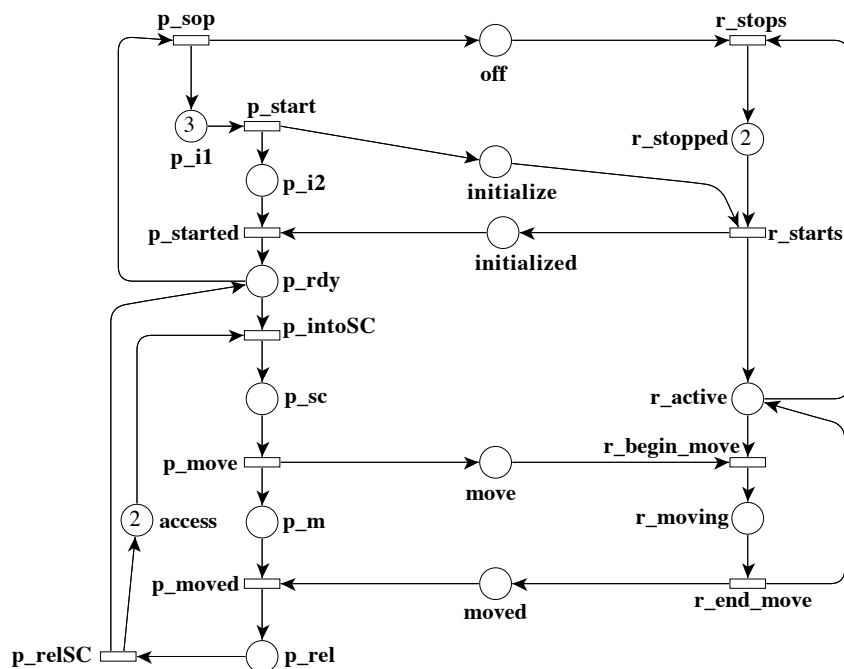 p_sop
r_stops
off
p_start
3
p_i1
r_stopped 2
p_i2
initialize
p_started
r_starts
initialized
p_rdy
p_intoSC
p_sc
r_active
r_begin_move
p_move
move
2 access
p_m
r_moving
p_moved
moved
r_end_move
p_relSC
p_rel